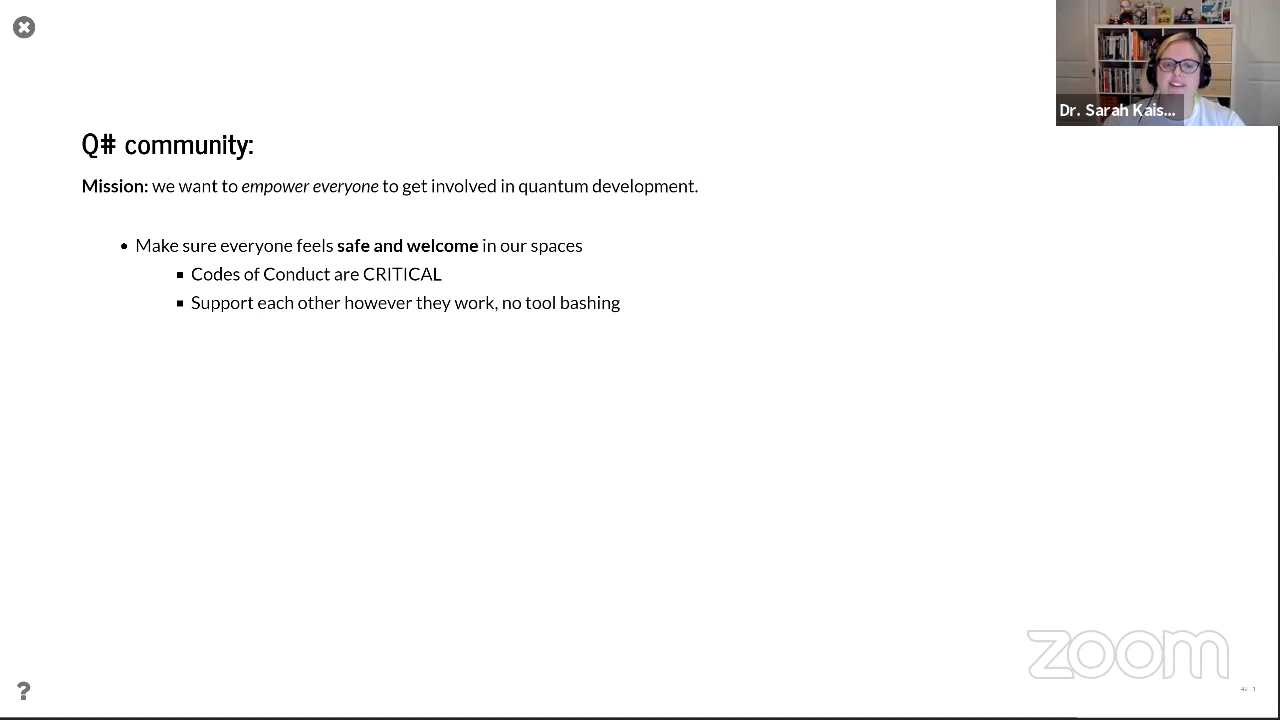 Dr. Sarah Kais...
Q# community:
Mission: we want to empower everyone to get involved in quantum development.
Make sure everyone feels safe and welcome in our spaces
Codes of Conduct are CRITICAL
Support each other however they work, no tool bashing
zoom
?